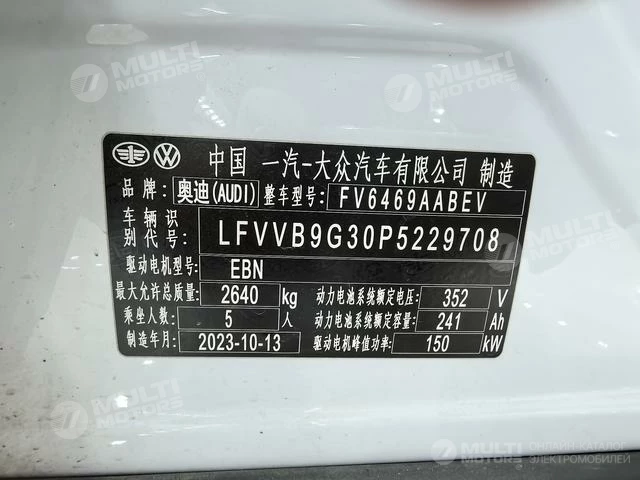 中国 一汽-大众汽车有限公司 制造
品牌: 奥迪(AUDI) 整车型号: FV6469AABEV
车辆识别代号: LFVVB9G30P5229708
驱动电机型号: EBN
最大允许总质量: 2640 kg 动力电池系统额定电压: 352 V
乘坐人数: 5 人 动力电池系统额定容量: 241 Ah
制造年月: 2023-10-13 驱动电机峰值功率: 150 kW
MULTI MOTORS
MULTI MOTORS
MULTI MOTORS
MULTI MOTORS
MULTI MOTORS
MULTI MOTORS ОНЛАЙН-КАТАЛОГ ЭЛЕКТРОМОБИЛЕЙ